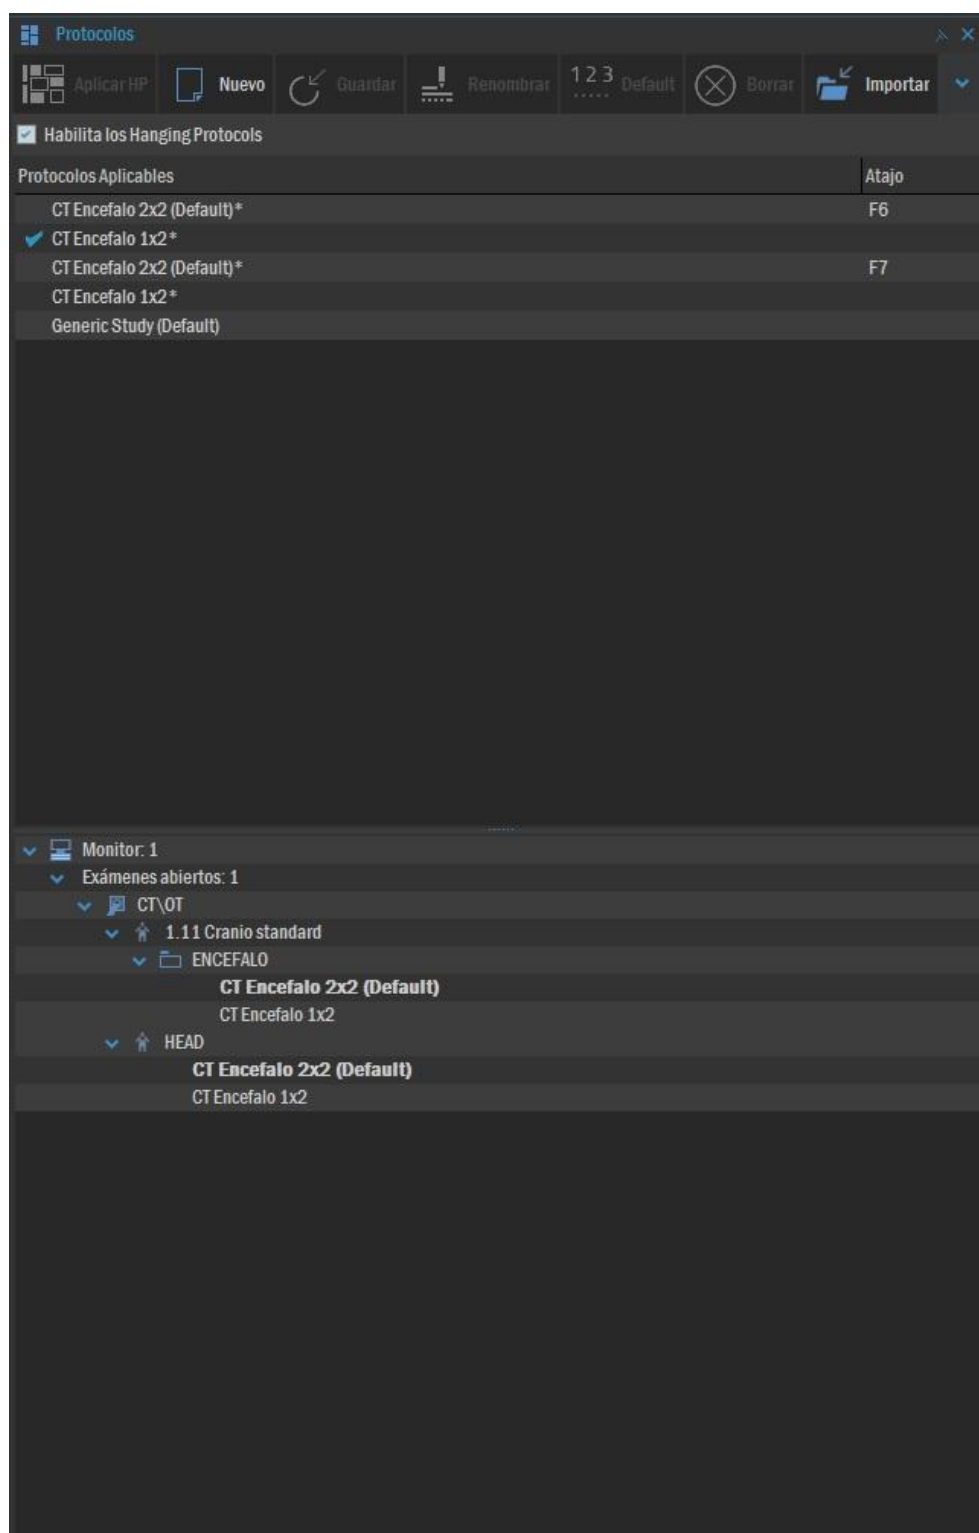 Protocolos
Aplicar HP Nuevo Guardar Renombrar 123 Default Borrar Importar
Habilita los Hanging Protocols
Protocolos Aplicables Atajo
CT Encefalo 2x2 (Default)* F6
CT Encefalo 1x2*
CT Encefalo 2x2 (Default)* F7
CT Encefalo 1x2*
Generic Study (Default)
Monitor: 1
Exámenes abiertos: 1
CT\OT
1.11 Cranio standard
ENCEFALO
CT Encefalo 2x2 (Default)
CT Encefalo 1x2
HEAD
CT Encefalo 2x2 (Default)
CT Encefalo 1x2